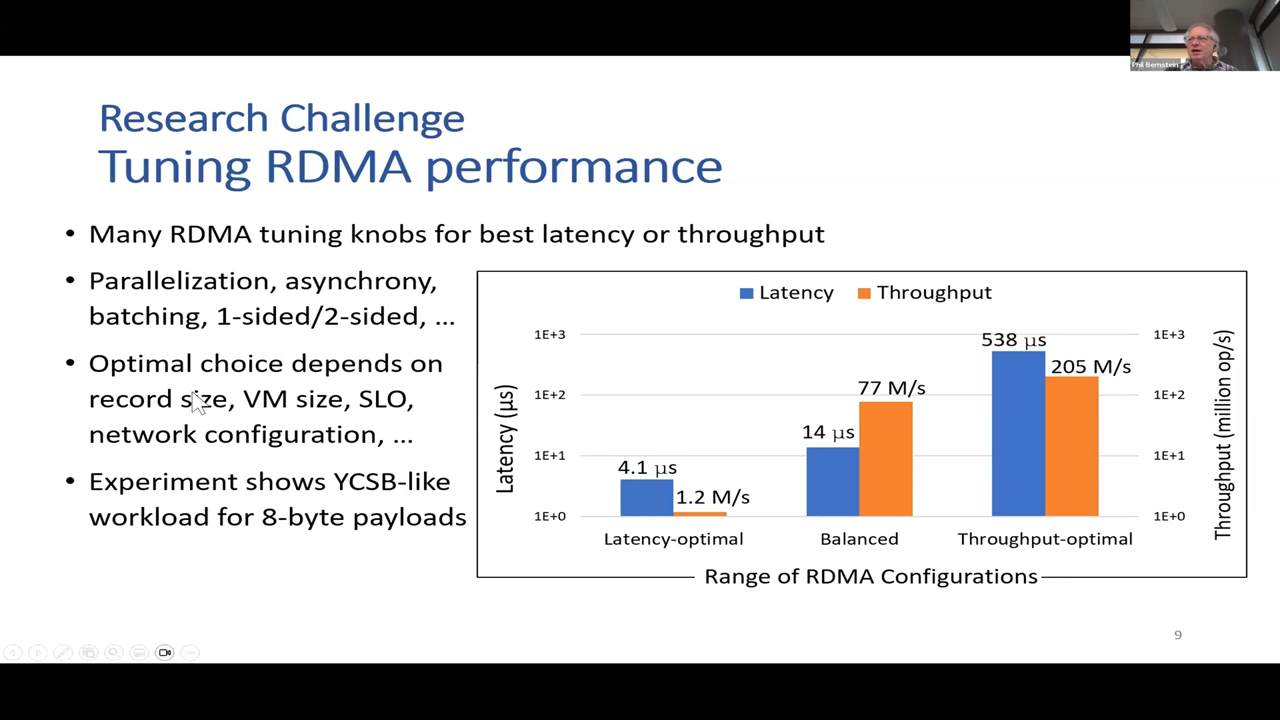 Phil Bernstein
Research Challenge
Tuning RDMA performance
• Many RDMA tuning knobs for best latency or throughput
• Parallelization, asynchrony,
batching, 1-sided/2-sided, ...
• Optimal choice depends on
record size, VM size, SLO,
network configuration, ...
• Experiment shows YCSB-like
workload for 8-byte payloads
Latency Throughput
Latency (µs)
1E+3
1E+2
1E+1
1E+0
4.1 µs
1.2 M/s
14 µs
77 M/s
538 µs
205 M/s
1E+3
1E+2
1E+1
1E+0
Throughput (million op/s)
Latency-optimal Balanced Throughput-optimal
Range of RDMA Configurations
9